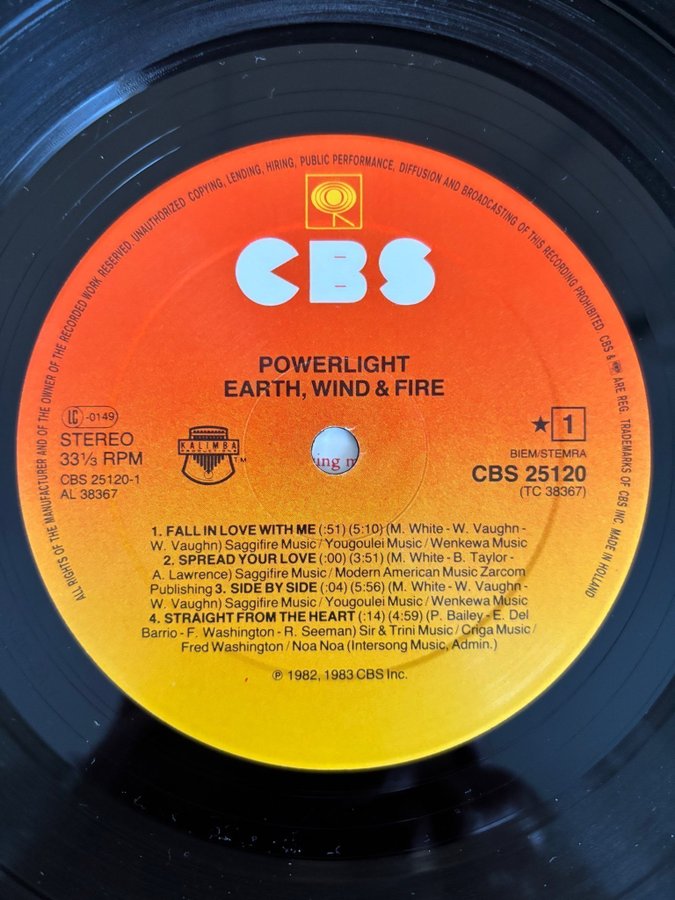 ALL RIGHTS OF THE MANUFACTURER AND OF THE OWNER OF THE RECORDED WORK RESERVED. UNAUTHORIZED COPYING, LENDING, HIRING, PUBLIC PERFORMANCE, DIFFUSION AND BROADCASTING OF THIS RECORDING PROHIBITED. CBS & ARE REG. TRADEMARKS OF CBS INC. MADE IN HOLLAND
CBS
POWERLIGHT
EARTH, WIND & FIRE
LC -0149
STEREO
33⅓ RPM
CBS 25120-1
AL 38367
KALIMBA
PRODUCTIONS
TM
★ 1
BIEM/STEMRA
CBS 25120
(TC 38367)
ing m
1. FALL IN LOVE WITH ME (:51) (5:10) (M. White - W. Vaughn -
W. Vaughn) Saggifire Music / Yougoulei Music / Wenkewa Music
2. SPREAD YOUR LOVE (:00) (3:51) (M. White - B. Taylor -
A. Lawrence) Saggifire Music / Modern American Music Zarcom
Publishing 3. SIDE BY SIDE (:04) (5:56) (M. White - W. Vaughn -
W. Vaughn) Saggifire Music / Yougoulei Music / Wenkewa Music
4. STRAIGHT FROM THE HEART (:14) (4:59) (P. Bailey - E. Del
Barrio - F. Washington - R. Seeman) Sir & Trini Music / Criga Music /
Fred Washington / Noa Noa (Intersong Music, Admin.)
℗ 1982, 1983 CBS Inc.